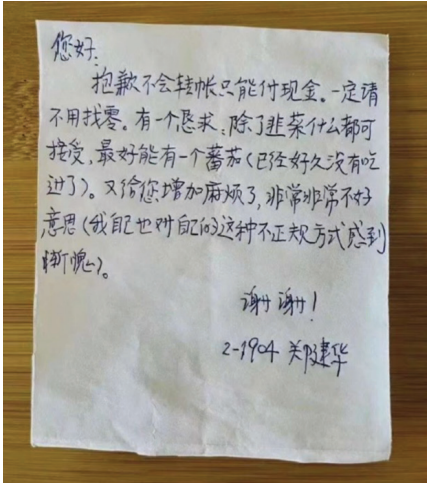 您好:
抱歉不会转帐只能付现金。一定请
不用找零。有一个恳求:除了韭菜什么都可
接受,最好能有一个蕃茄(已经好久没有吃
过了)。又给您增加麻烦了,非常非常不好
意思(我自己也对自己的这种不正规方式感到
惭愧)。
谢谢!
2-1904 郑建华